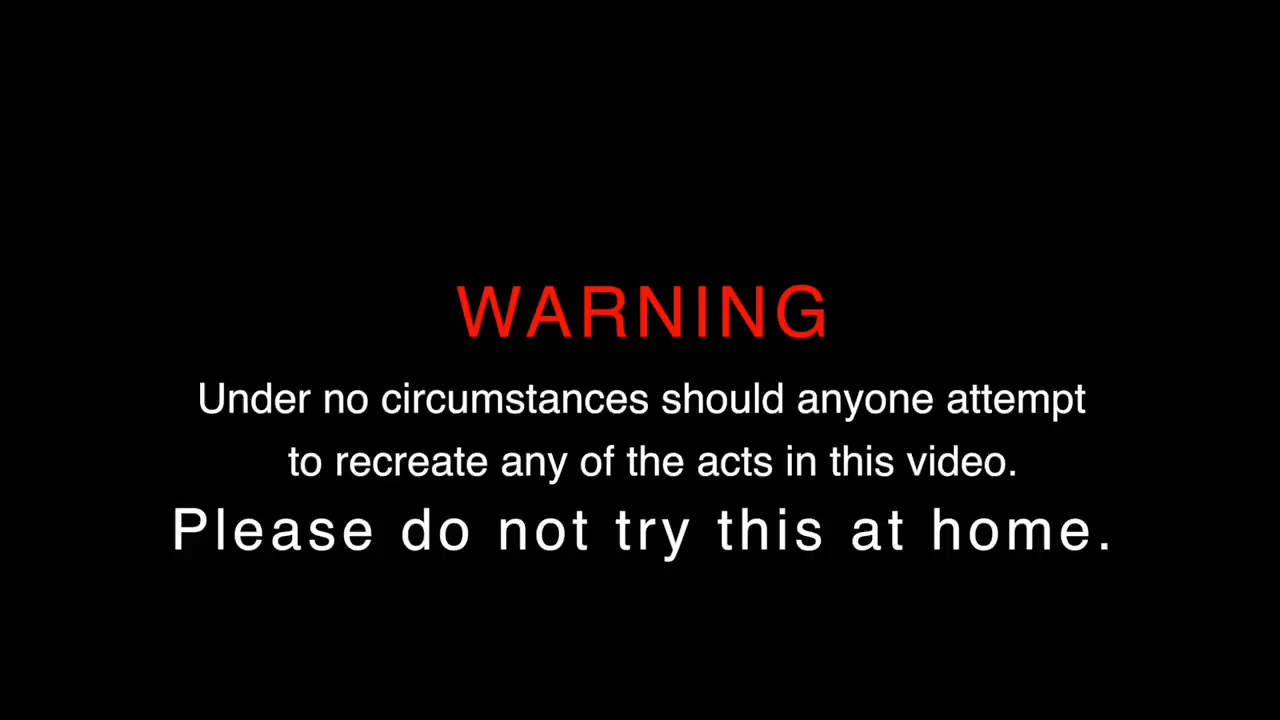 WARNING
Under no circumstances should anyone attempt
to recreate any of the acts in this video.
Please do not try this at home.